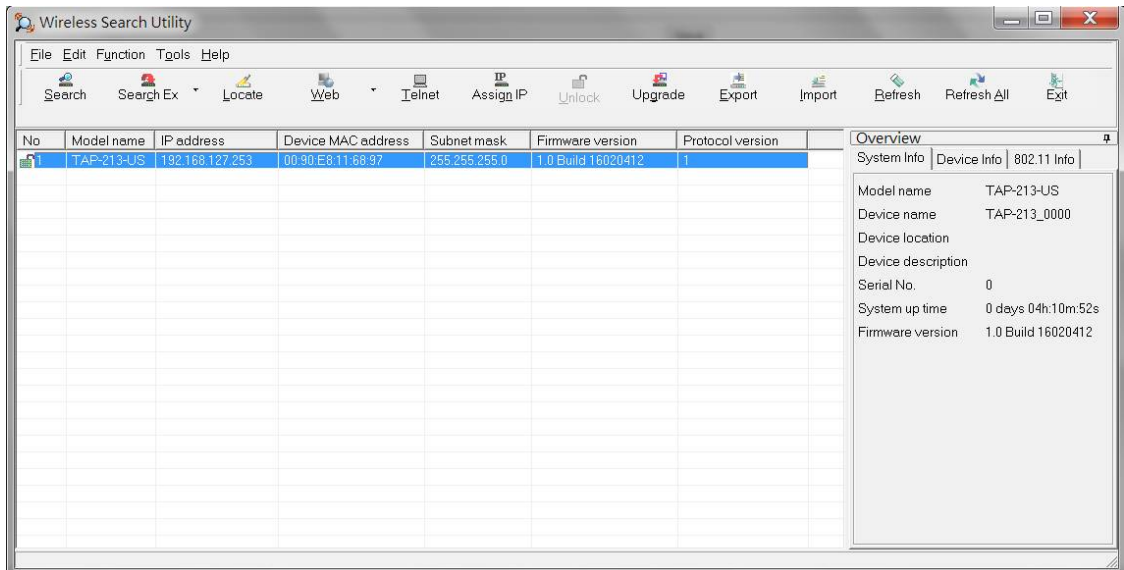 Wireless Search Utility
File Edit Function Tools Help
Search Search Ex Locate Web Telnet IP Assign IP Unlock Upgrade Export Import Refresh Refresh All Exit
No Model name IP address Device MAC address Subnet mask Firmware version Protocol version
1 TAP-213-US 192.168.127.253 00:90:E8:11:68:97 255.255.255.0 1.0 Build 16020412 1
Overview
System Info Device Info 802.11 Info
Model name TAP-213-US
Device name TAP-213_0000
Device location
Device description
Serial No. 0
System up time 0 days 04h:10m:52s
Firmware version 1.0 Build 16020412